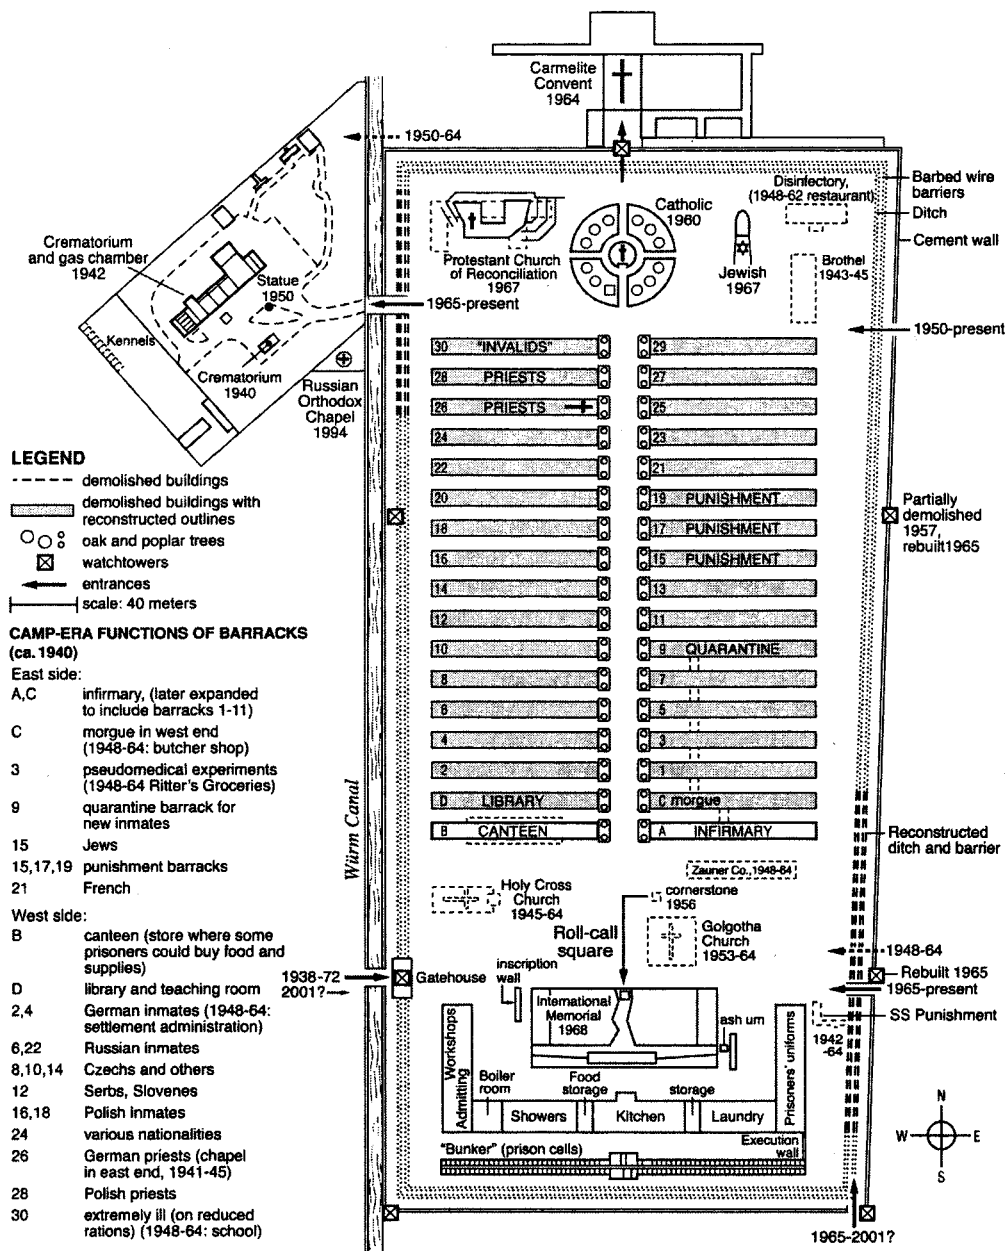 Carmelite
Convent
1964
1950-64
Barbed wire
barriers
Ditch
Cement wall
Disinfectory,
(1948-62 restaurant)
Catholic
1960
Protestant Church
of Reconciliation
1967
Jewish
1967
Brothel
1943-45
Crematorium
and gas chamber
1942
Statue
1950
1965-present
1950-present
Kennels
Crematorium
1940
Russian
Orthodox
Chapel
1994
30 "INVALIDS"
29
28 PRIESTS
27
26 PRIESTS
25
24
23
22
21
20
19 PUNISHMENT
18
17 PUNISHMENT
16
15 PUNISHMENT
14
13
12
11
10
9 QUARANTINE
8
7
6
5
4
3
2
1
D LIBRARY
C morgue
B CANTEEN
A INFIRMARY
Partially
demolished
1957,
rebuilt1965
Reconstructed
ditch and barrier
Würm Canal
LEGEND
demolished buildings
demolished buildings with
reconstructed outlines
oak and poplar trees
watchtowers
entrances
scale: 40 meters
CAMP-ERA FUNCTIONS OF BARRACKS
(ca. 1940)
East side:
A,C infirmary, (later expanded
to include barracks 1-11)
C morgue in west end
(1948-64: butcher shop)
3 pseudomedical experiments
(1948-64 Ritter's Groceries)
9 quarantine barrack for
new inmates
15 Jews
15,17,19 punishment barracks
21 French
West side:
B canteen (store where some
prisoners could buy food and
supplies)
D library and teaching room
2,4 German inmates (1948-64:
settlement administration)
6,22 Russian inmates
8,10,14 Czechs and others
12 Serbs, Slovenes
16,18 Polish inmates
24 various nationalities
26 German priests (chapel
in east end, 1941-45)
28 Polish priests
30 extremely ill (on reduced
rations) (1948-64: school)
Zauner Co.,1948-64
Holy Cross
Church
1945-64
cornerstone
1956
Roll-call
square
Golgotha
Church
1953-64
1948-64
Rebuilt 1965
1965-present
SS Punishment
1942
-64
1936-72
2001?
Gatehouse
inscription
wall
International
Memorial
1968
ash urn
Workshops
Admitting
Prisoners' uniforms
Boiler
room
Food
storage
storage
Showers
Kitchen
Laundry
"Bunker" (prison cells)
Execution
wall
N
W
E
S
1965-2001?